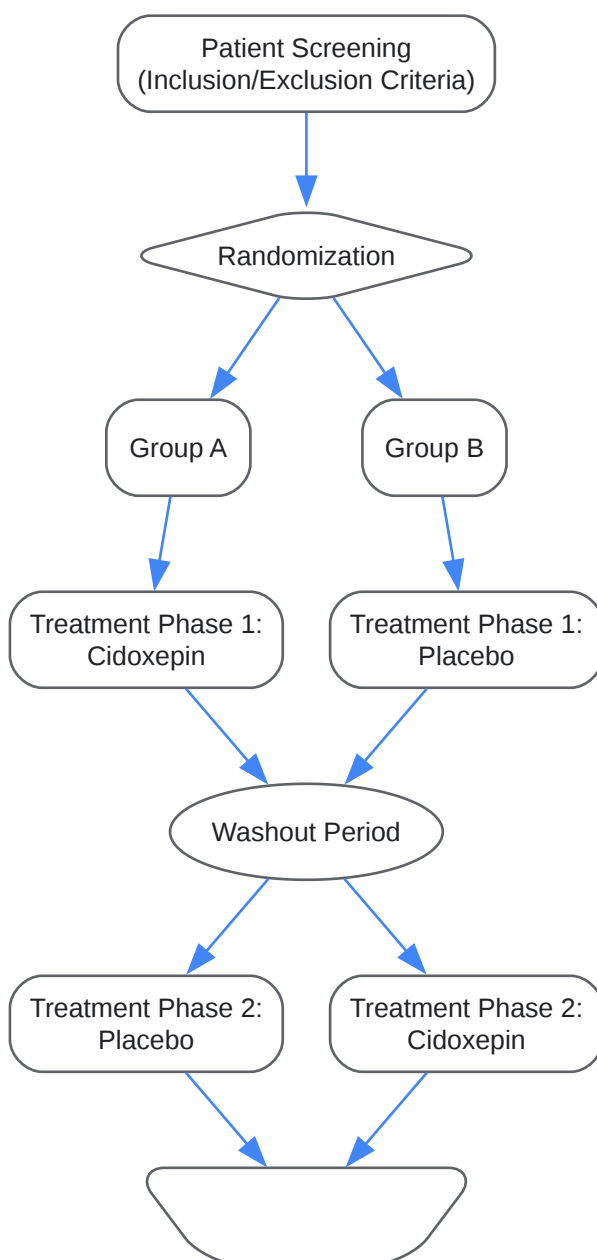 Patient Screening
(Inclusion/Exclusion Criteria)
Randomization
Group A
Group B
Treatment Phase 1:
Cidoxepin
Treatment Phase 1:
Placebo
Washout Period
Treatment Phase 2:
Placebo
Treatment Phase 2:
Cidoxepin